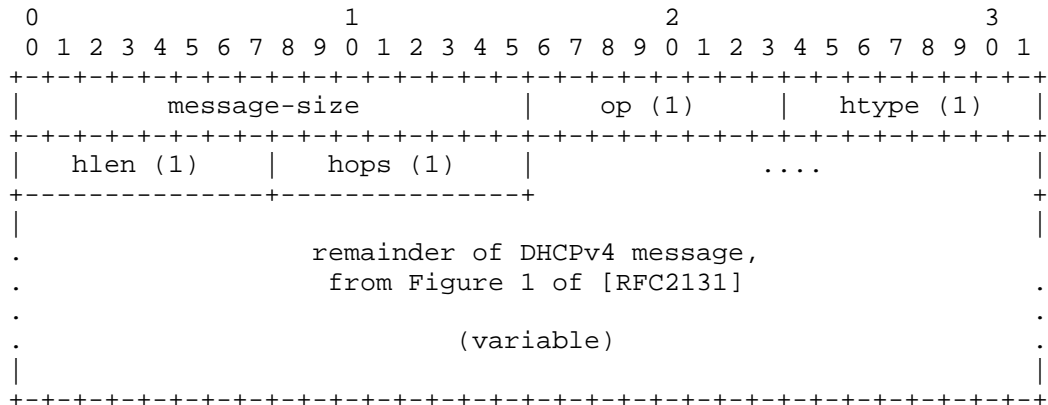 0                   1                   2                   3
0 1 2 3 4 5 6 7 8 9 0 1 2 3 4 5 6 7 8 9 0 1 2 3 4 5 6 7 8 9 0 1
message-size | op (1) | htype (1)
hlen (1) | hops (1) | ....
remainder of DHCPv4 message,
from Figure 1 of [RFC2131]
(variable)